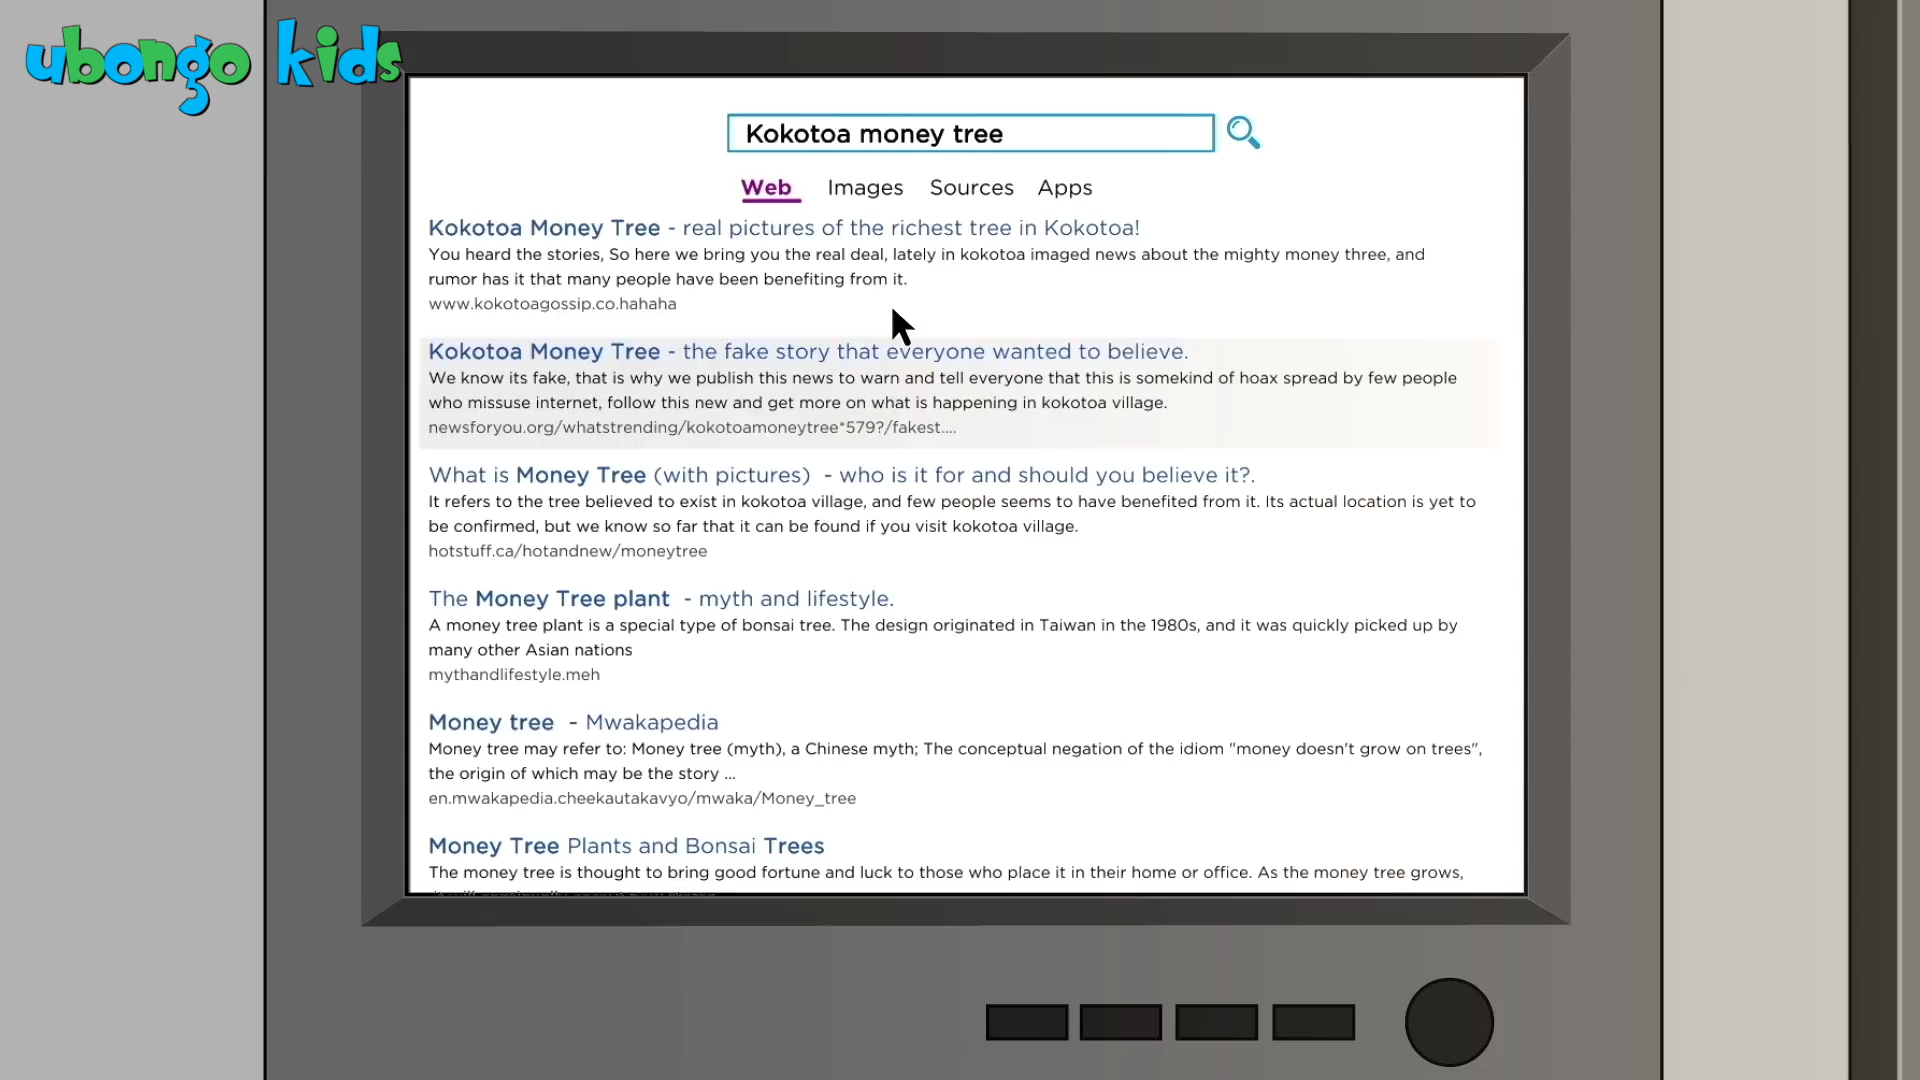 ubongo kids
Kokotoa money tree
Web Images Sources Apps
Kokotoa Money Tree - real pictures of the richest tree in Kokotoa!
You heard the stories, So here we bring you the real deal, lately in kokotoa imaged news about the mighty money three, and
rumor has it that many people have been benefiting from it.
www.kokotoagossip.co.hahaha
Kokotoa Money Tree - the fake story that everyone wanted to believe.
We know its fake, that is why we publish this news to warn and tell everyone that this is somekind of hoax spread by few people
who missuse internet, follow this new and get more on what is happening in kokotoa village.
newsforyou.org/whatstrending/kokotoamoneytree*579?/fakest....
What is Money Tree (with pictures) - who is it for and should you believe it?.
It refers to the tree believed to exist in kokotoa village, and few people seems to have benefited from it. Its actual location is yet to
be confirmed, but we know so far that it can be found if you visit kokotoa village.
hotstuff.ca/hotandnew/moneytree
The Money Tree plant - myth and lifestyle.
A money tree plant is a special type of bonsai tree. The design originated in Taiwan in the 1980s, and it was quickly picked up by
many other Asian nations
mythandlifestyle.meh
Money tree - Mwakapedia
Money tree may refer to: Money tree (myth), a Chinese myth; The conceptual negation of the idiom "money doesn't grow on trees",
the origin of which may be the story ...
en.mwakapedia.cheekautakavyo/mwaka/Money_tree
Money Tree Plants and Bonsai Trees
The money tree is thought to bring good fortune and luck to those who place it in their home or office. As the money tree grows,